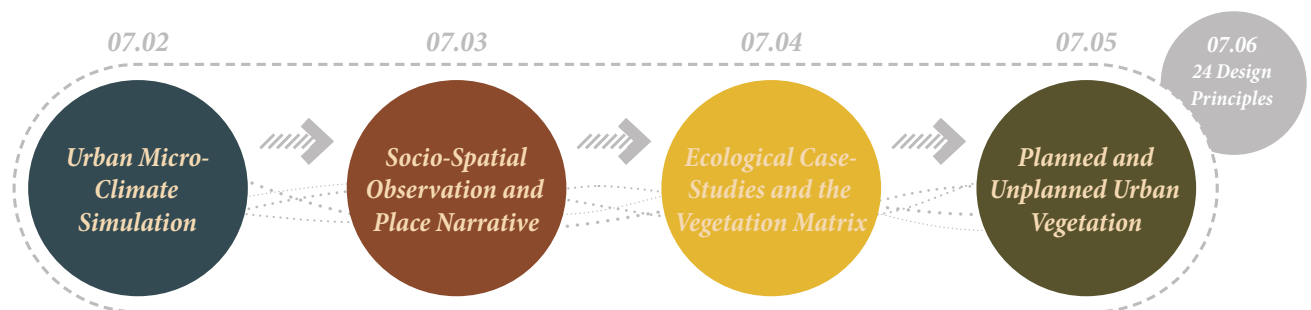 07.02
07.03
07.04
07.05
07.06
24 Design
Principles
Urban Micro-
Climate
Simulation
Socio-Spatial
Observation and
Place Narrative
Ecological Case-
Studies and the
Vegetation Matrix
Planned and
Unplanned Urban
Vegetation